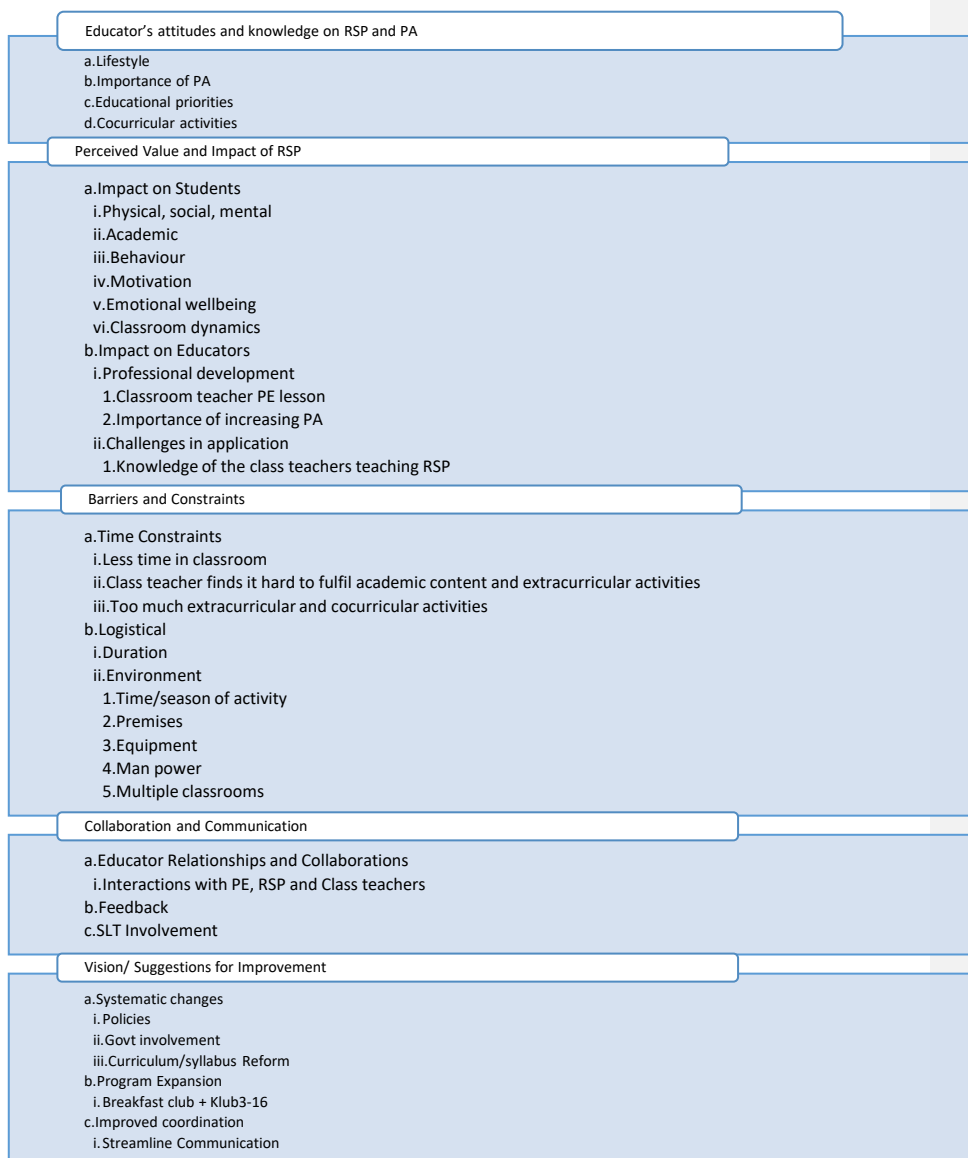 Educator’s attitudes and knowledge on RSP and PA
a.Lifestyle
b.Importance of PA
c.Educational priorities
d.Cocurricular activities
Perceived Value and Impact of RSP
a.Impact on Students
i.Physical, social, mental
ii.Academic
iii.Behaviour
iv.Motivation
v.Emotional wellbeing
vi.Classroom dynamics
b.Impact on Educators
i.Professional development
1.Classroom teacher PE lesson
2.Importance of increasing PA
ii.Challenges in application
1.Knowledge of the class teachers teaching RSP
Barriers and Constraints
a.Time Constraints
i.Less time in classroom
ii.Class teacher finds it hard to fulfil academic content and extracurricular activities
iii.Too much extracurricular and cocurricular activities
b.Logistical
i.Duration
ii.Environment
1.Time/season of activity
2.Premises
3.Equipment
4.Man power
5.Multiple classrooms
Collaboration and Communication
a.Educator Relationships and Collaborations
i.Interactions with PE, RSP and Class teachers
b.Feedback
c.SLT Involvement
Vision/ Suggestions for Improvement
a.Systematic changes
i.Policies
ii.Govt involvement
iii.Curriculum/syllabus Reform
b.Program Expansion
i.Breakfast club + Klub3-16
c.Improved coordination
i.Streamline Communication